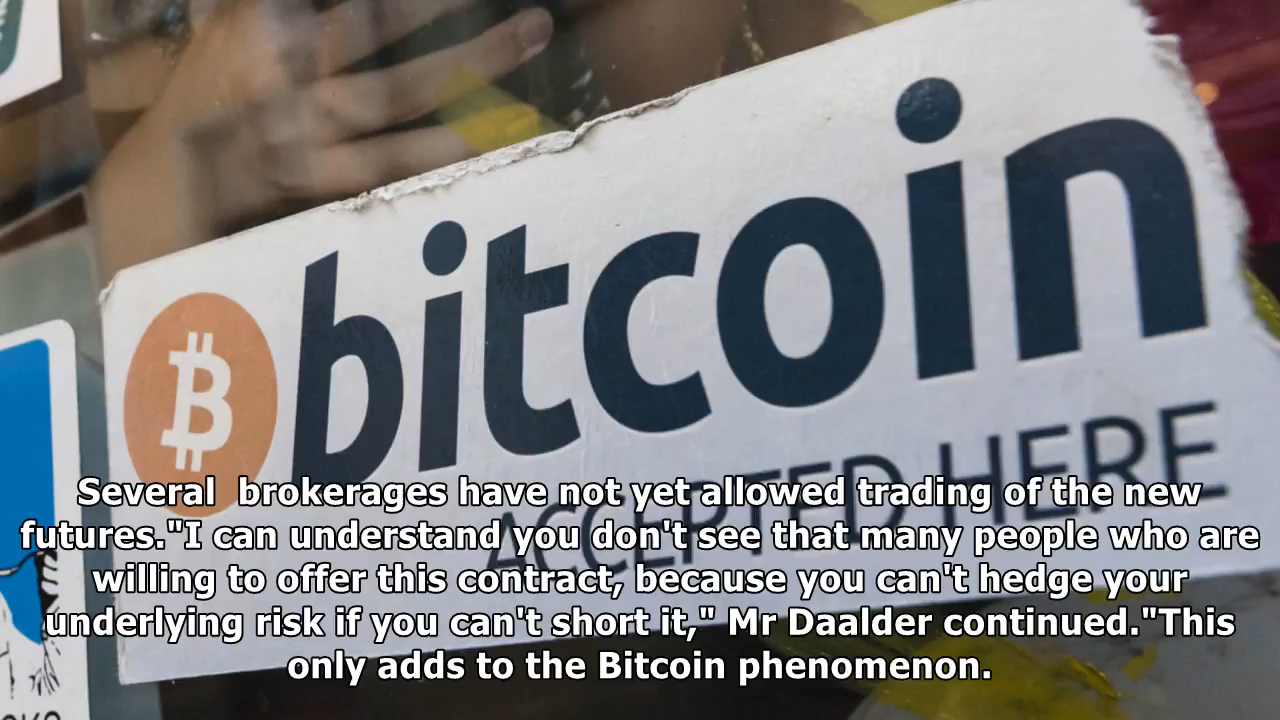 bitcoin
ACCEPTED HERE
Several  brokerages have not yet allowed trading of the new
futures."I can understand you don't see that many people who are
willing to offer this contract, because you can't hedge your
underlying risk if you can't short it," Mr Daalder continued."This
only adds to the Bitcoin phenomenon.